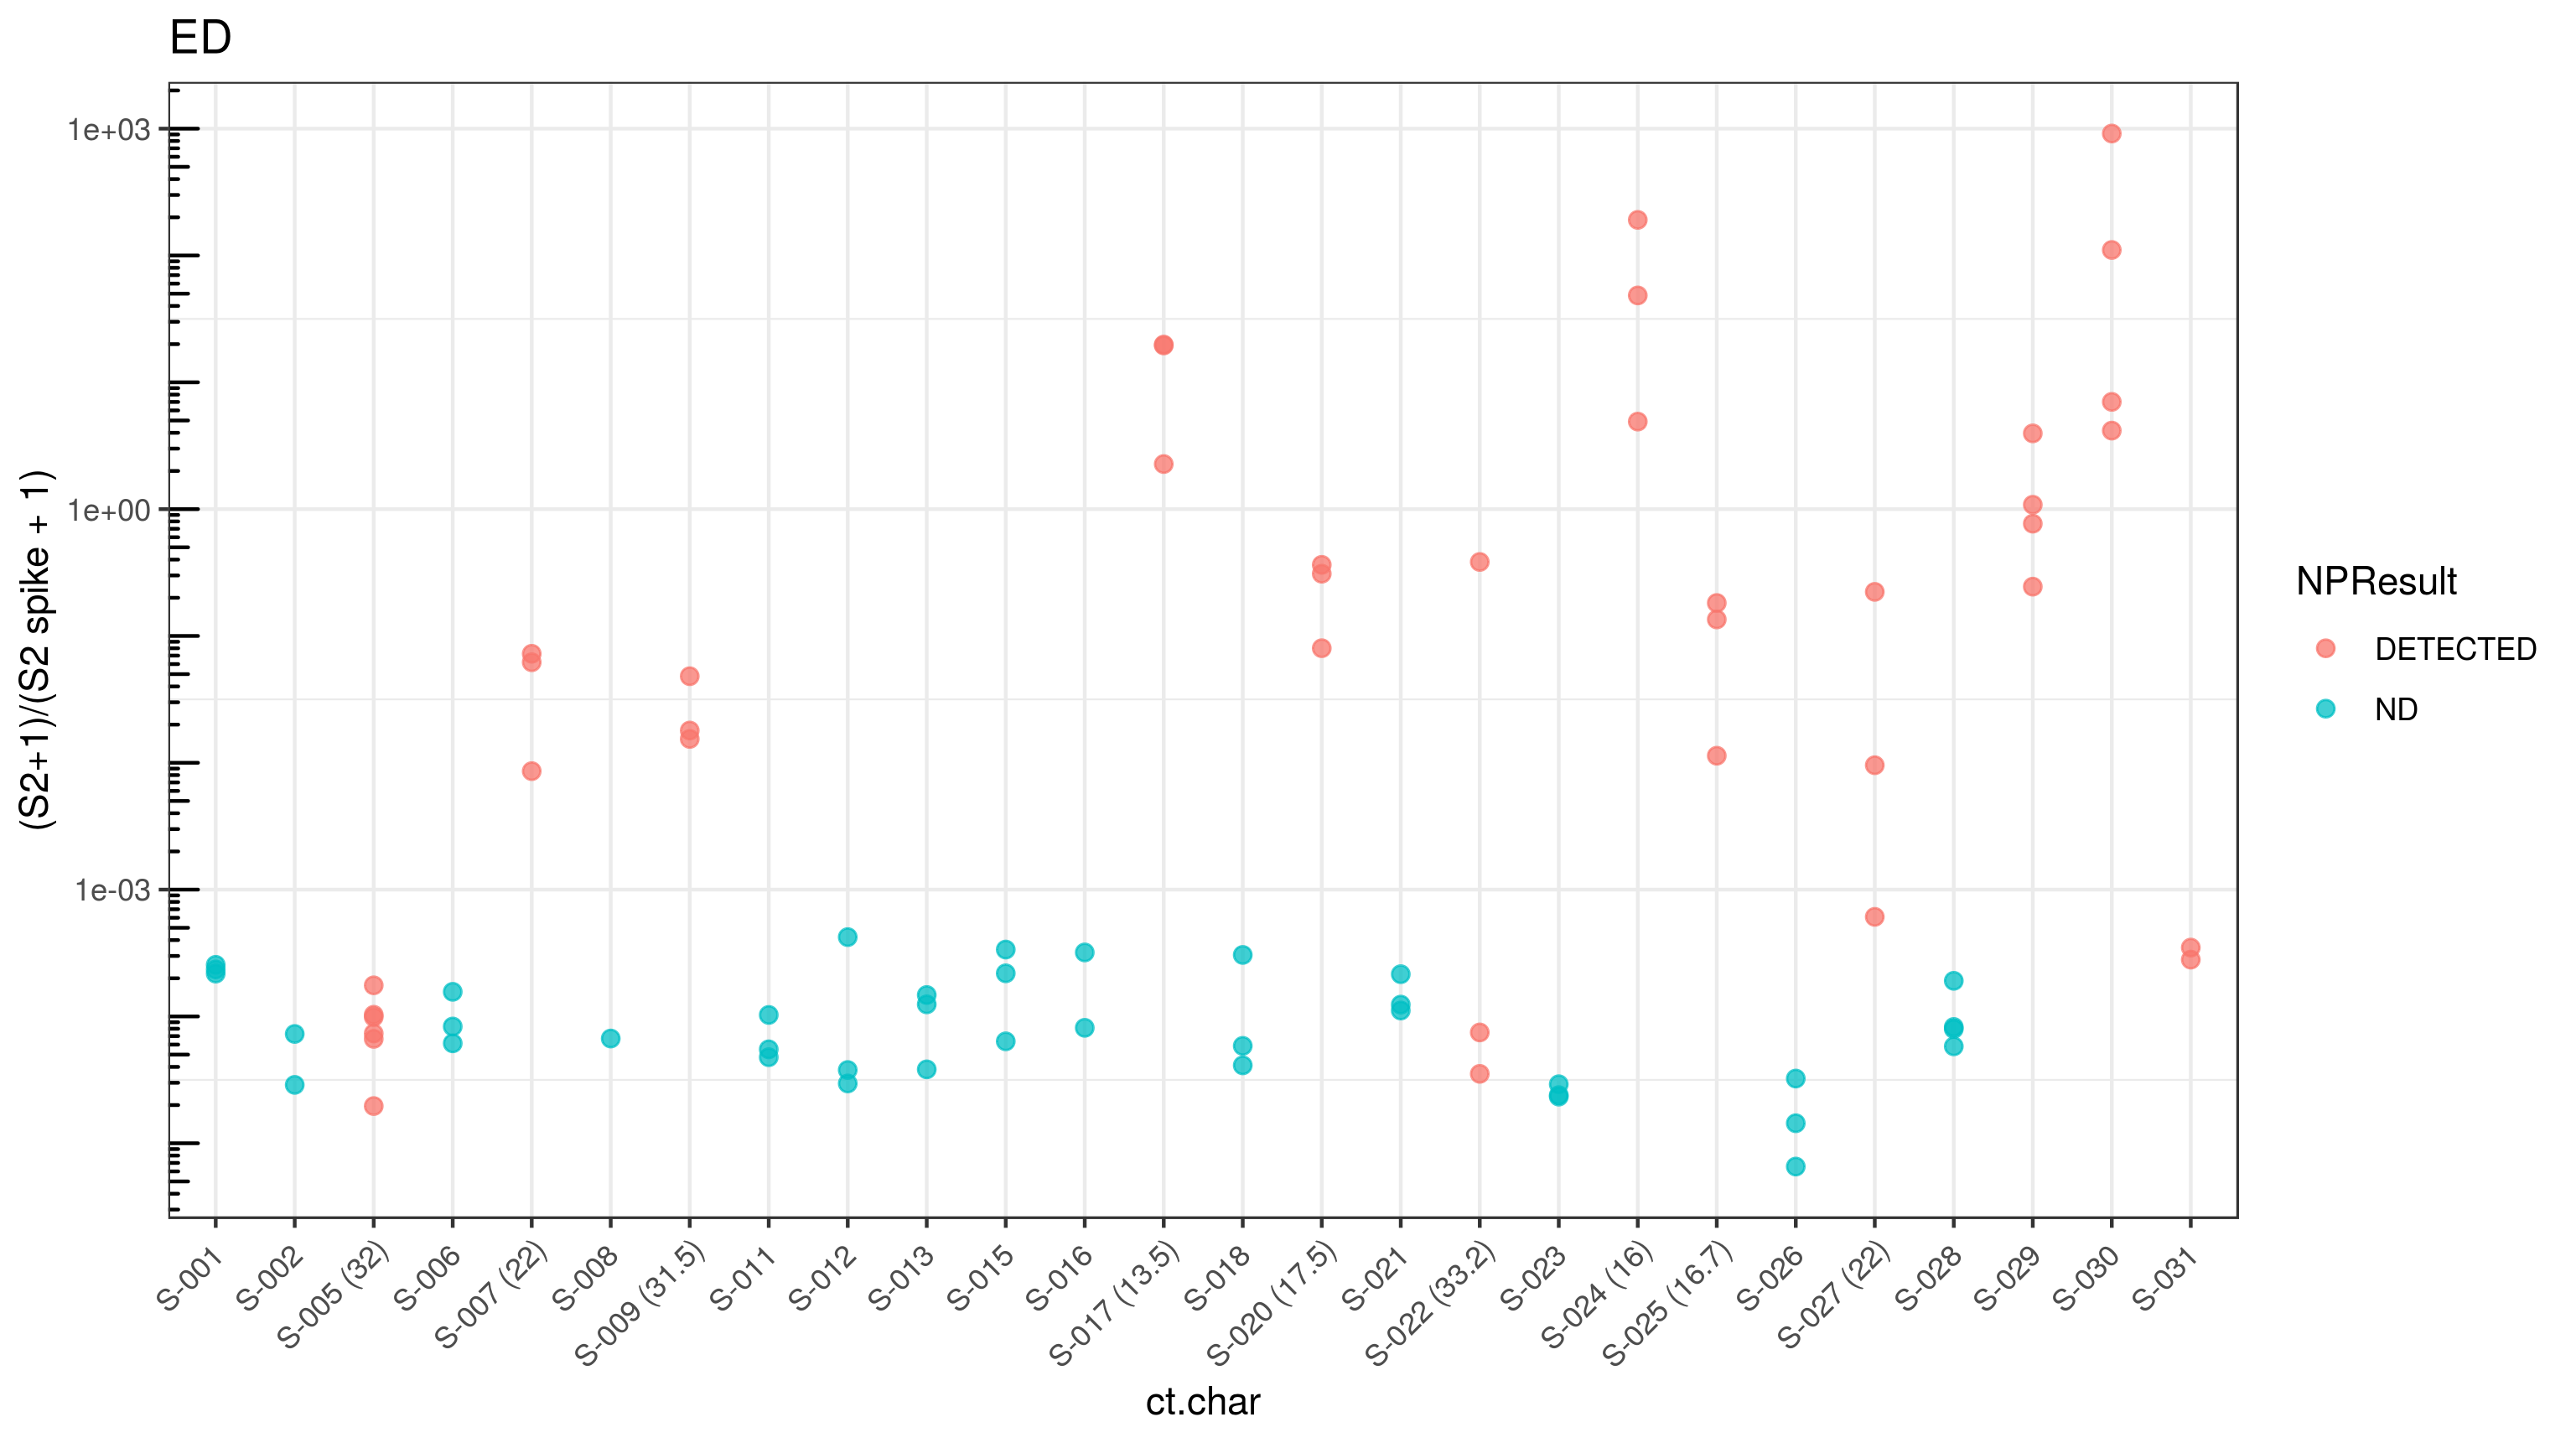 ED
(S2+1)/(S2 spike + 1)
1e+03
1e+00
1e-03
S-001
S-002
S-005 (32)
S-006
S-007 (22)
S-008
S-009 (31.5)
S-011
S-012
S-013
S-015
S-016
S-017 (13.5)
S-018
S-020 (17.5)
S-021
S-022 (33.2)
S-023
S-024 (16)
S-025 (16.7)
S-026
S-027 (22)
S-028
S-029
S-030
S-031
ct.char
NPResult
DETECTED
ND